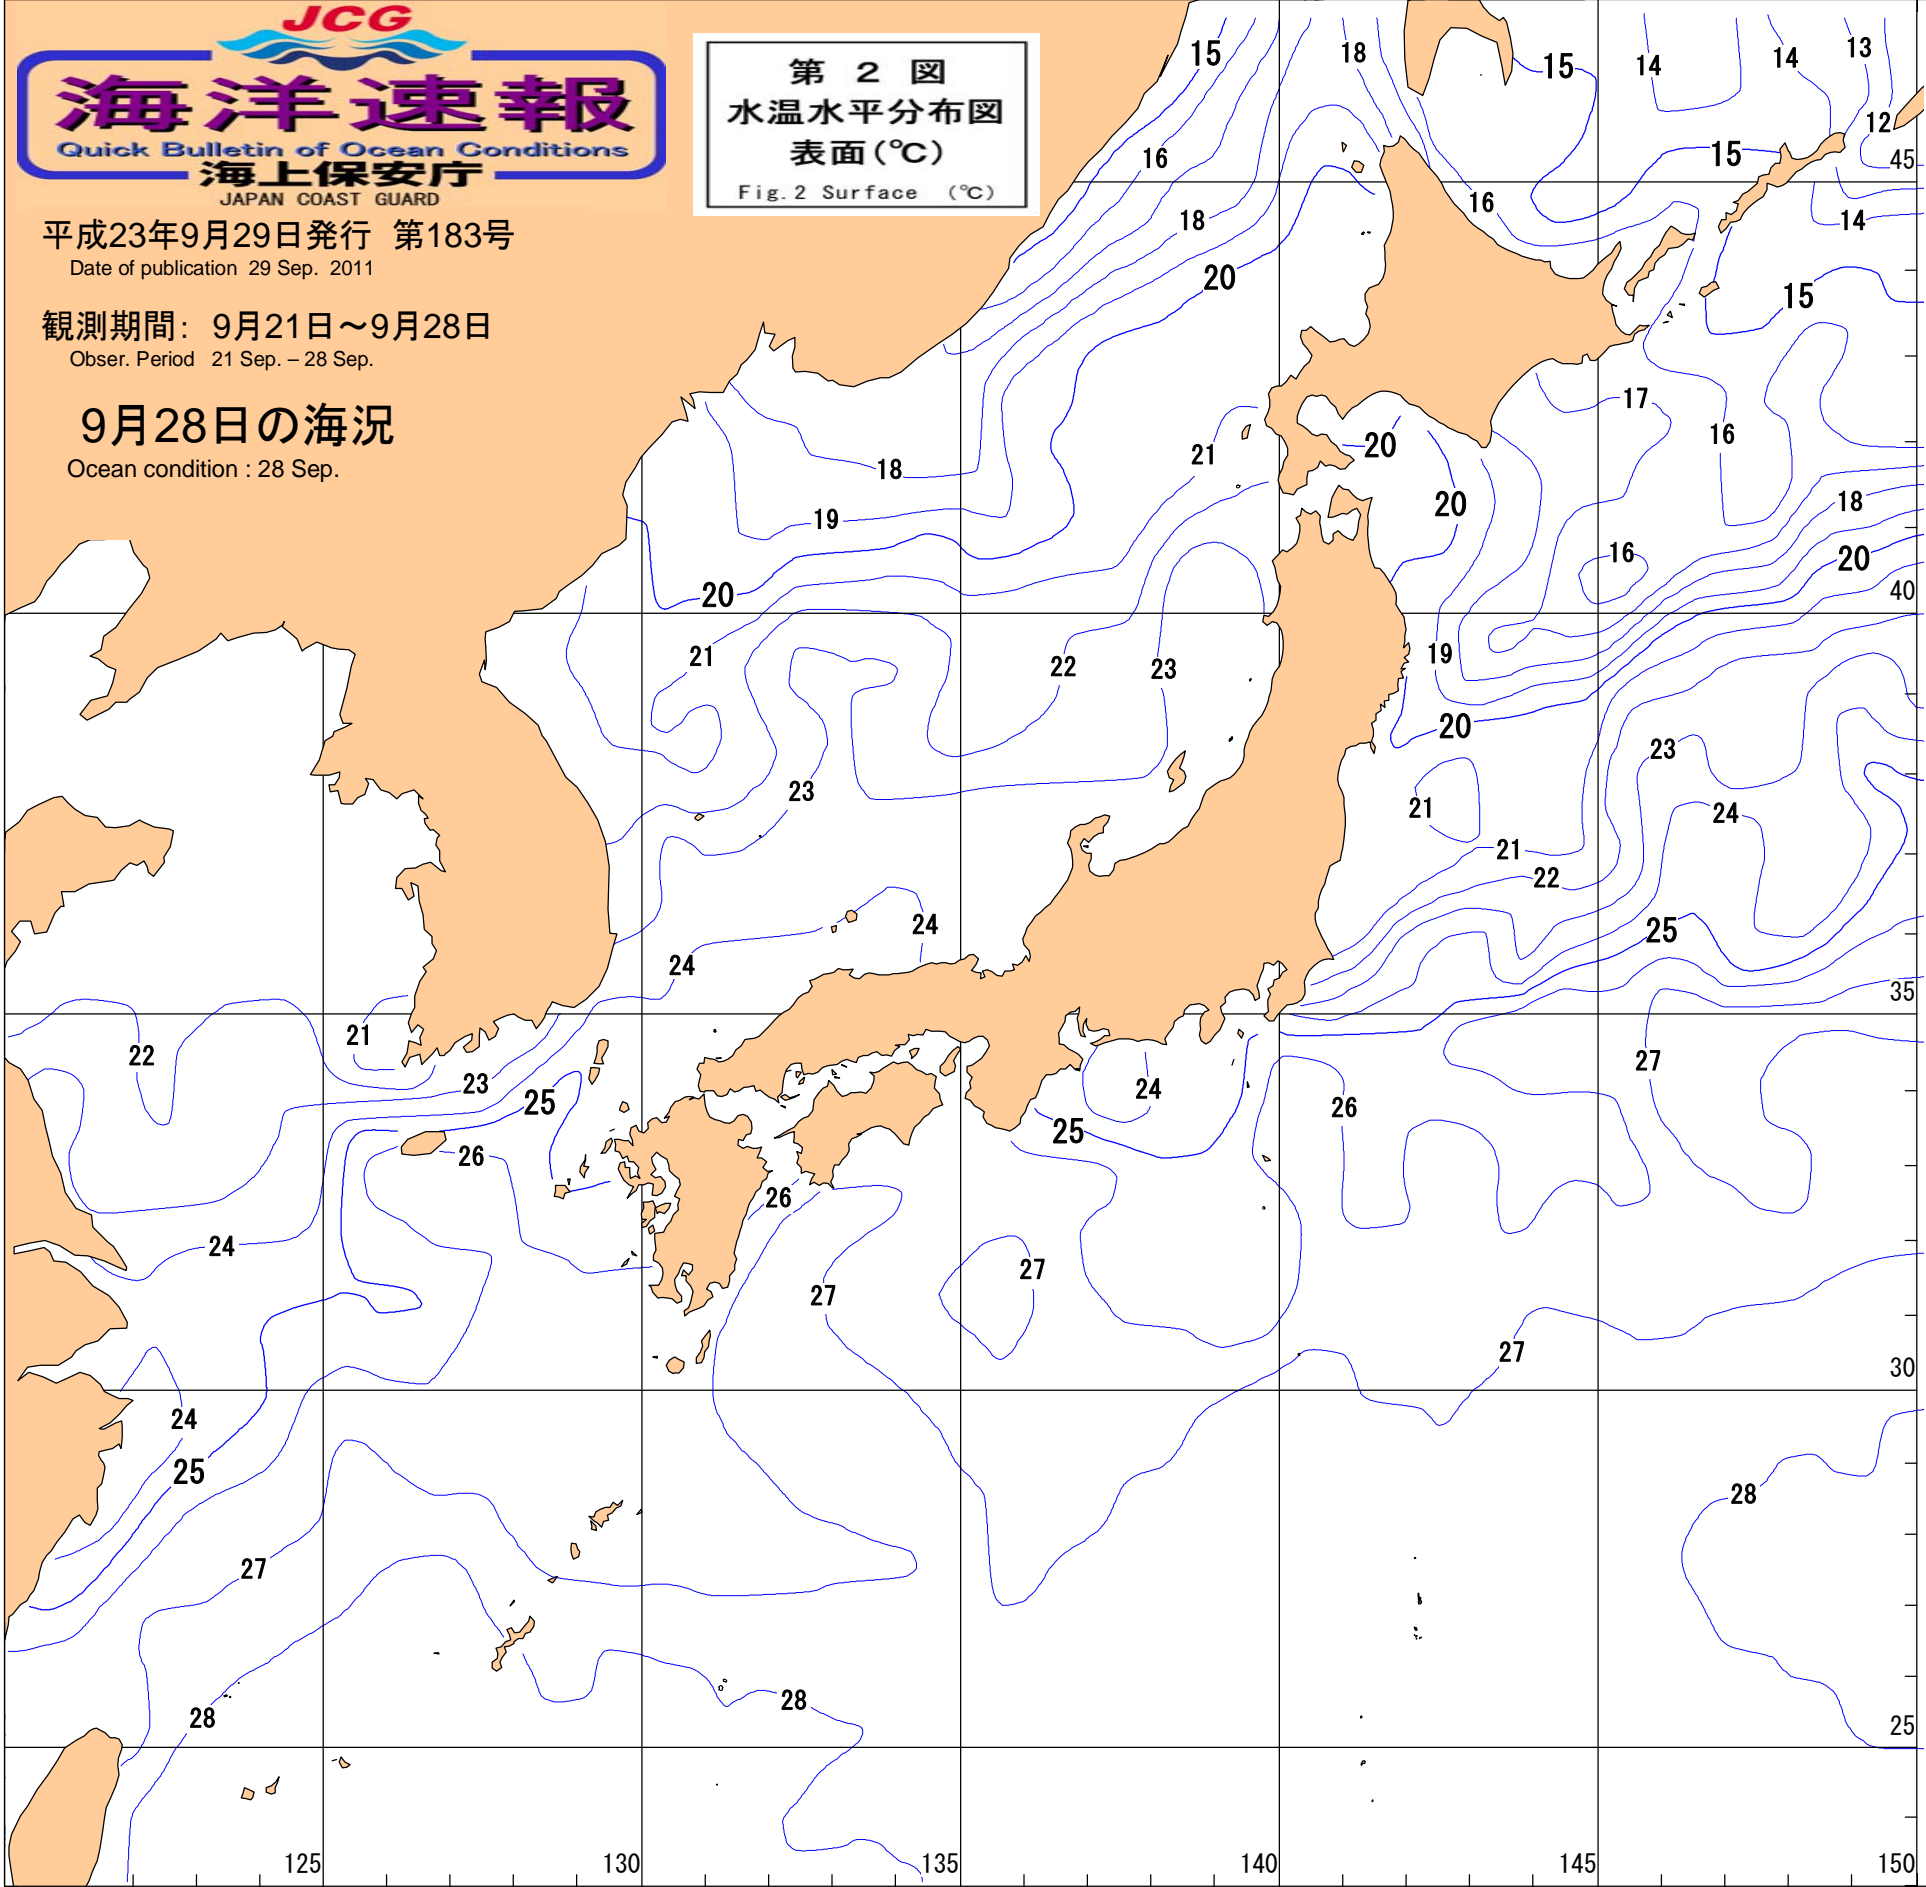 JCG
海洋速報
Quick Bulletin of Ocean Conditions
海上保安庁
JAPAN COAST GUARD
平成23年9月29日発行 第183号
Date of publication 29 Sep. 2011
観測期間： 9月21日～9月28日
Obser. Period 21 Sep. – 28 Sep.
9月28日の海況
Ocean condition : 28 Sep.
第 2 図
水温水平分布図
表面(℃)
Fig.2 Surface (℃)
15 18 15 14 14 13
12
16 15 45
18 16 14
20 15
17
21 20 16
18 20 18
19
20 16 20
40
21 22 23 19
20
23 23
21 24
21
22
24 25
24
35
21
22 27
23 24
25 26
25
26
26
24
27
27
27
30
24
25
28
27
28
28
25
125 130 135 140 145 150